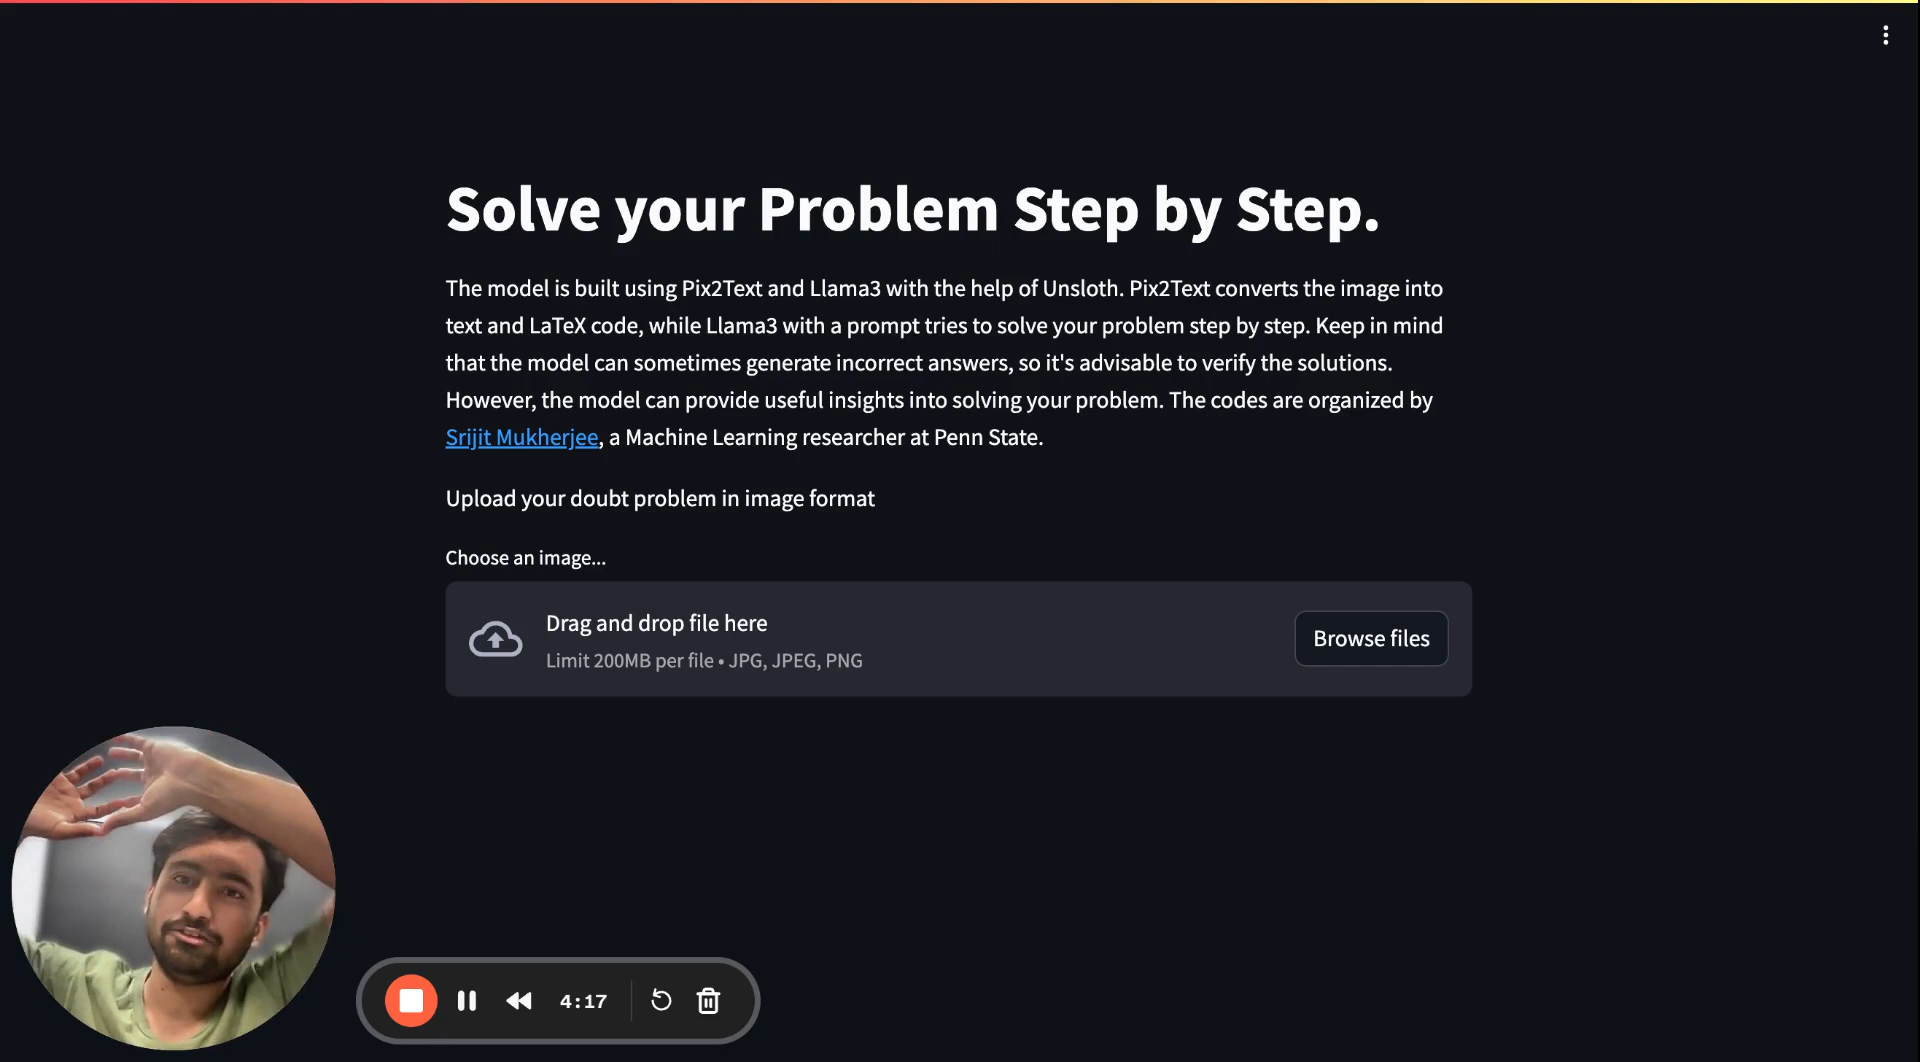 Solve your Problem Step by Step.
The model is built using Pix2Text and Llama3 with the help of Unsloth. Pix2Text converts the image into
text and LaTeX code, while Llama3 with a prompt tries to solve your problem step by step. Keep in mind
that the model can sometimes generate incorrect answers, so it's advisable to verify the solutions.
However, the model can provide useful insights into solving your problem. The codes are organized by
Srijit Mukherjee, a Machine Learning researcher at Penn State.
Upload your doubt problem in image format
Choose an image...
Drag and drop file here
Limit 200MB per file • JPG, JPEG, PNG
Browse files
4:17